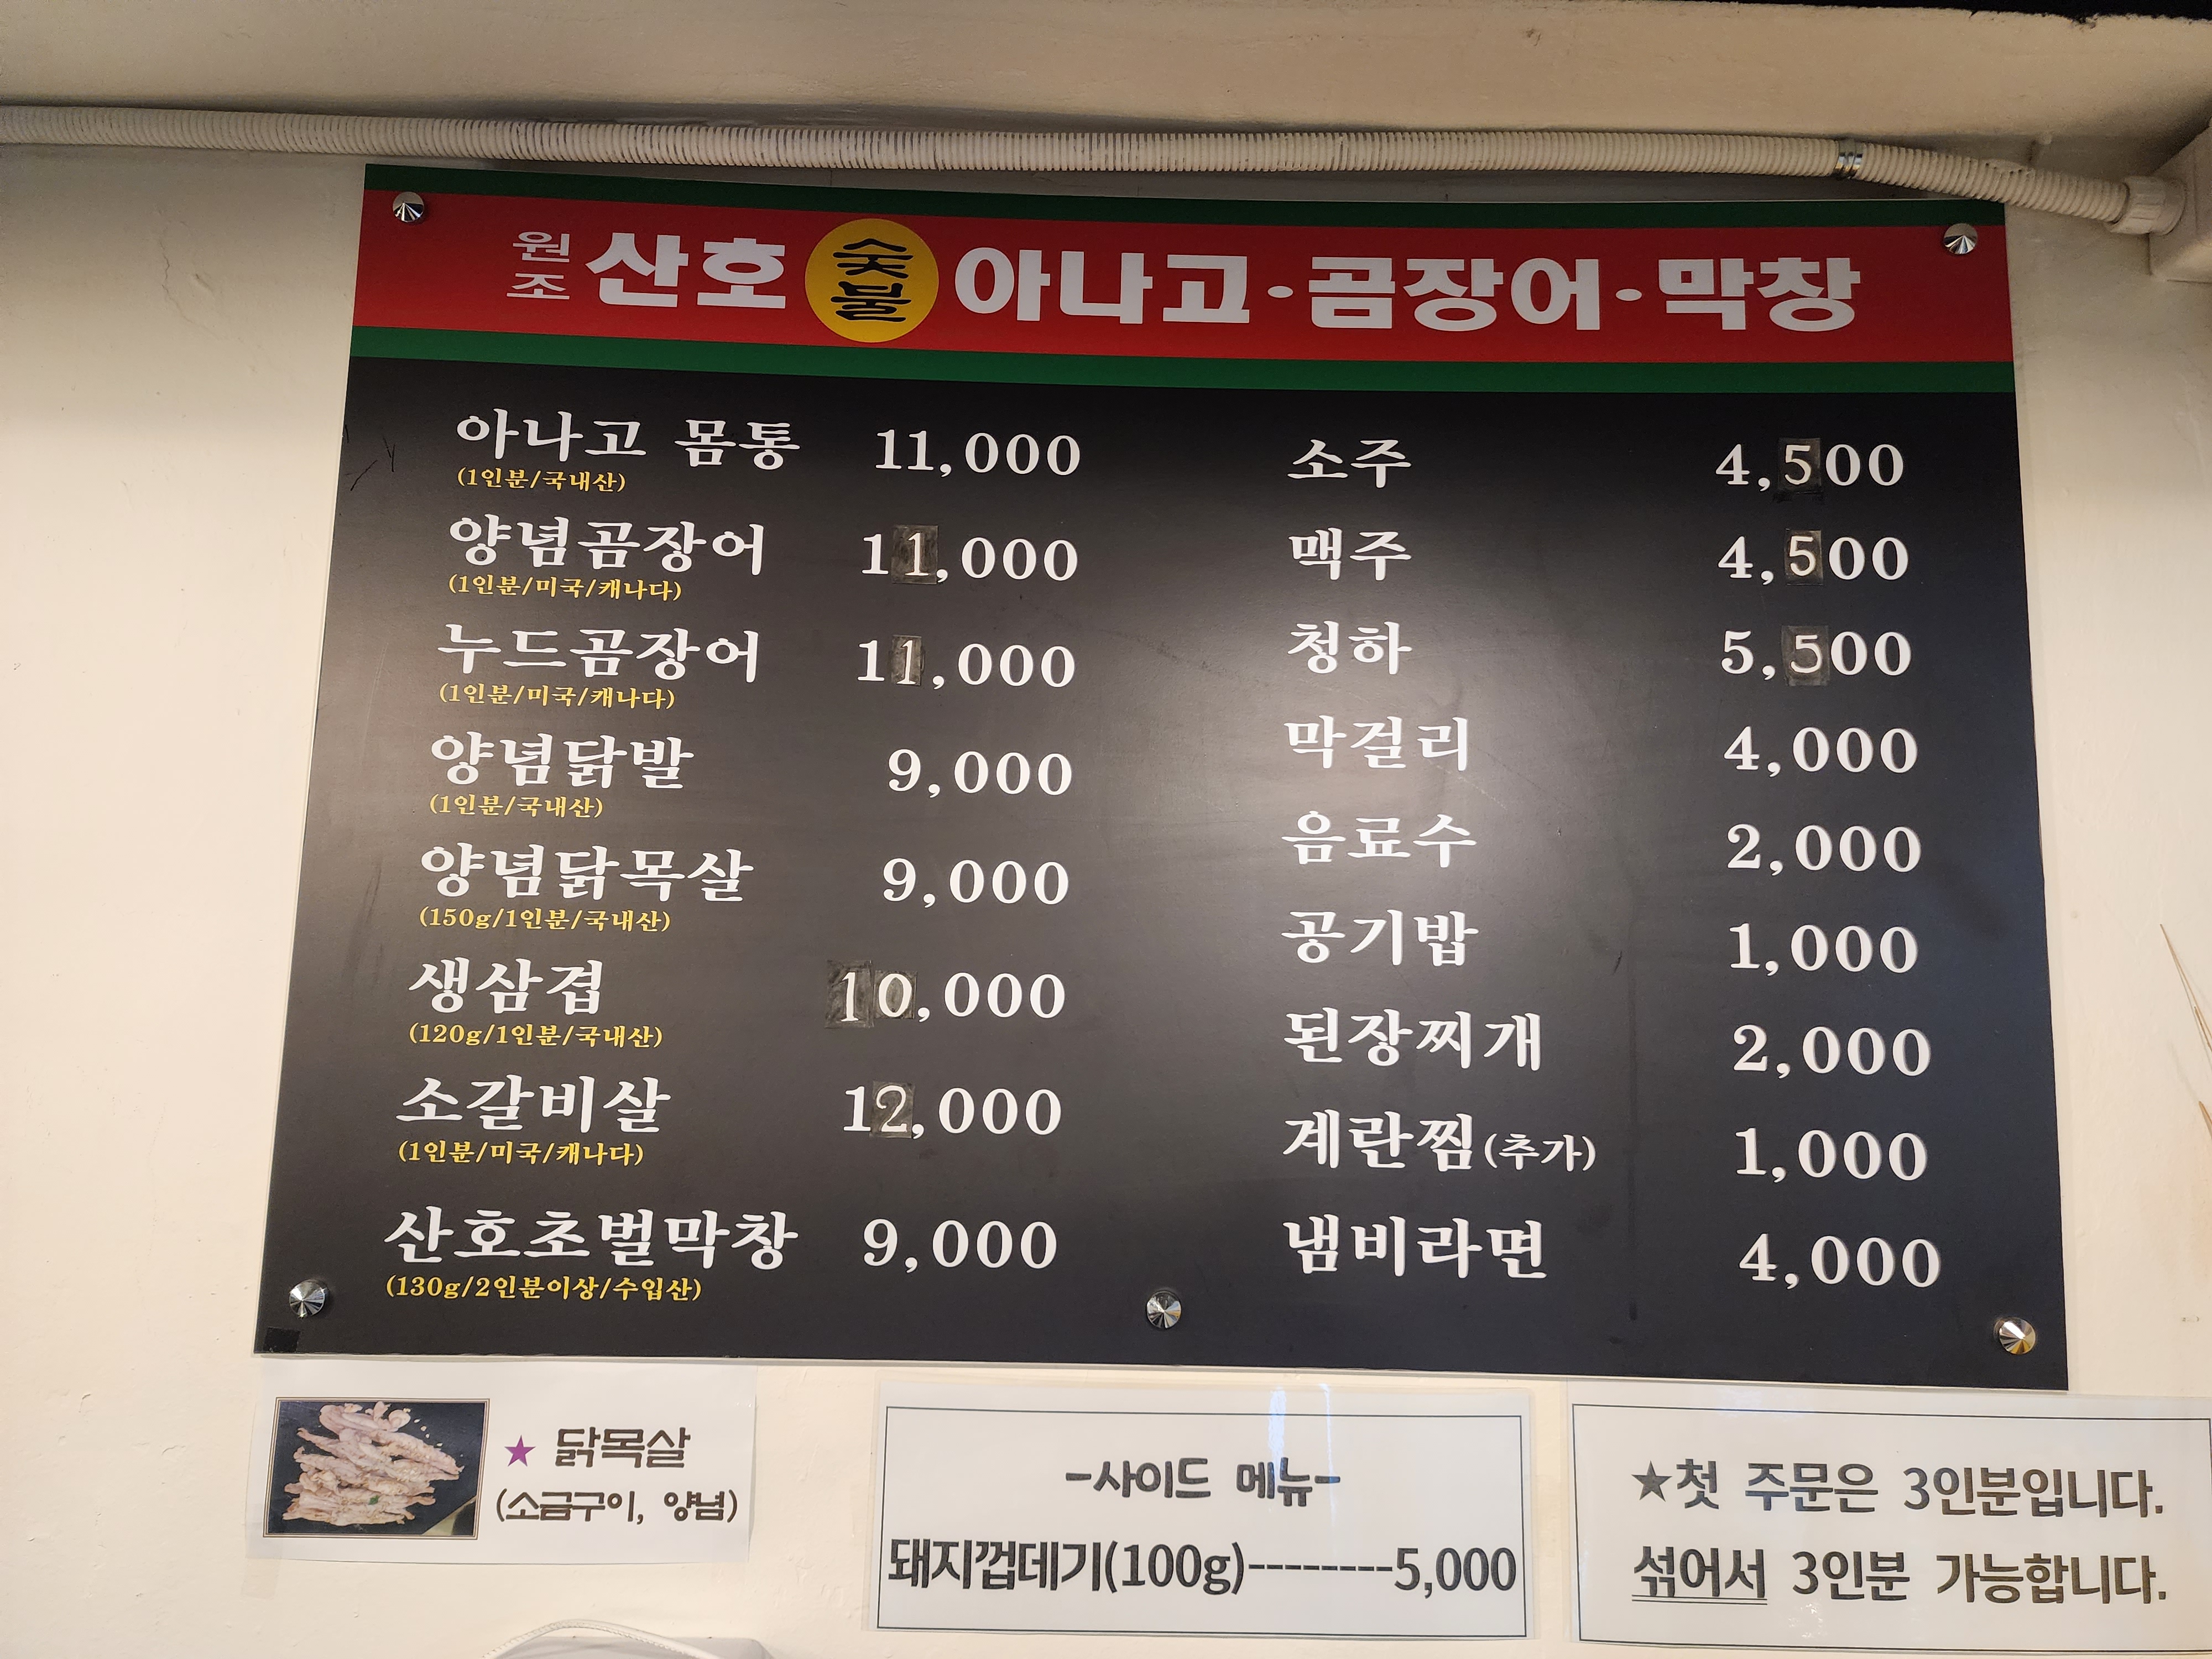 원조 산호 숯불 아나고·곰장어·막창
아나고 몸통 11,000
(1인분/국내산)
양념곰장어 11,000
(1인분/미국/캐나다)
누드곰장어 11,000
(1인분/미국/캐나다)
양념닭발 9,000
(1인분/국내산)
양념닭목살 9,000
(150g/1인분/국내산)
생삼겹 10,000
(120g/1인분/국내산)
소갈비살 12,000
(1인분/미국/캐나다)
산호초벌막창 9,000
(130g/2인분이상/수입산)
소주 4,500
맥주 4,500
청하 5,500
막걸리 4,000
음료수 2,000
공기밥 1,000
된장찌개 2,000
계란찜(추가) 1,000
냄비라면 4,000
★ 닭목살
(소금구이, 양념)
-사이드 메뉴-
돼지껍데기(100g)--------5,000
★첫 주문은 3인분입니다.
섞어서 3인분 가능합니다.